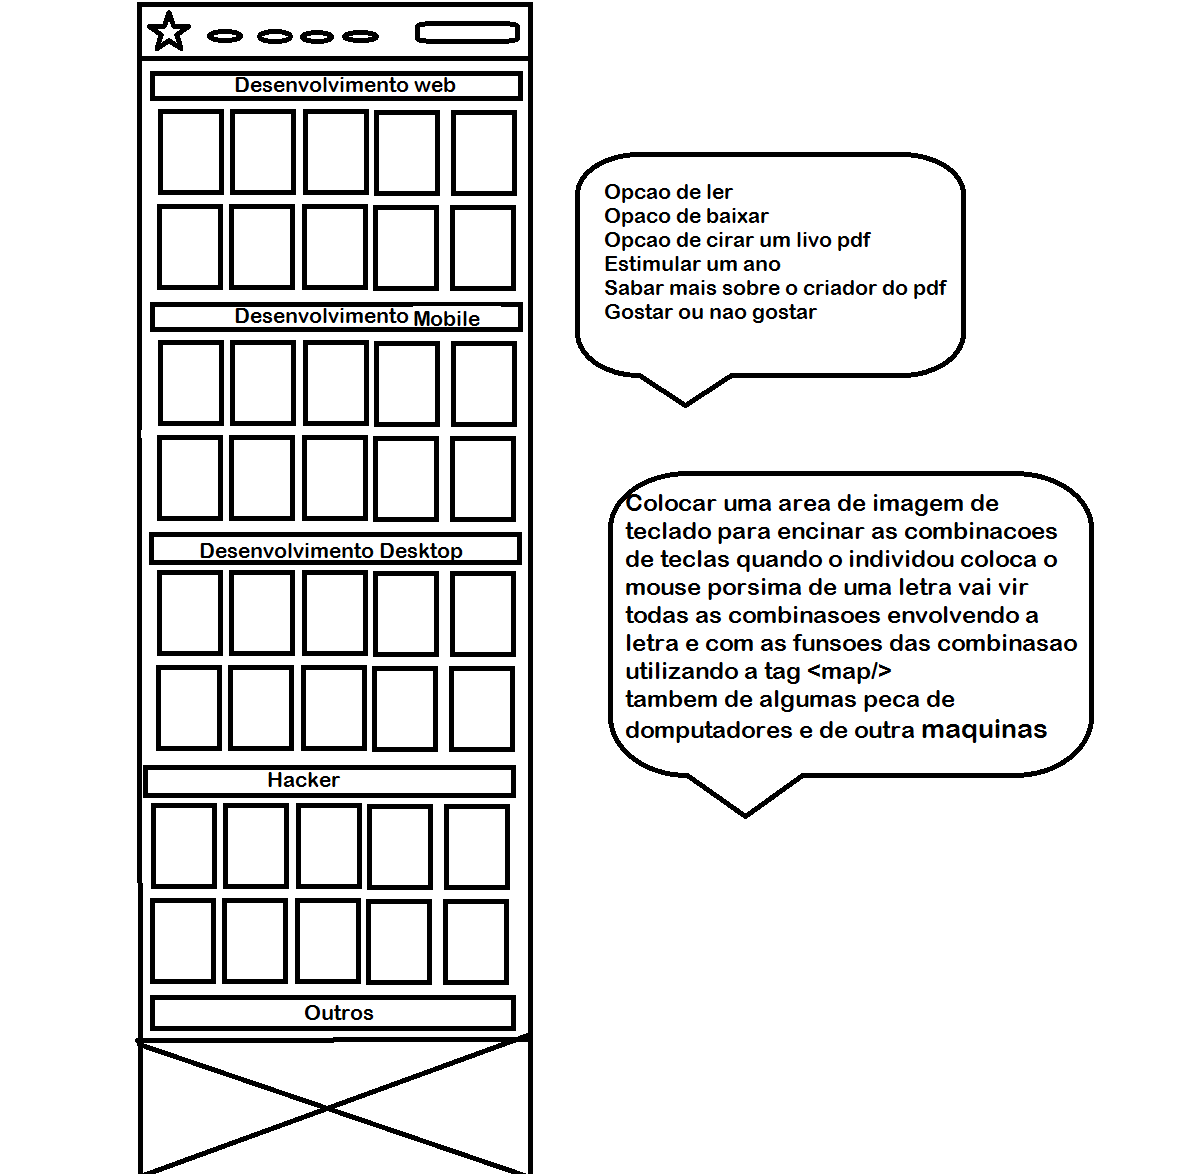 Desenvolvimento web
Desenvolvimento Mobile
Desenvolvimento Desktop
Hacker
Outros
Opcao de ler
Opaco de baixar
Opcao de cirar um livo pdf
Estimular um ano
Sabar mais sobre o criador do pdf
Gostar ou nao gostar
Colocar uma area de imagem de
teclado para encinar as combinacoes
de teclas quando o individou coloca o
mouse porsima de uma letra vai vir
todas as combinasoes envolvendo a
letra e com as funsoes das combinasao
utilizando a tag <map/>
tambem de algumas peca de
domputadores e de outra maquinas